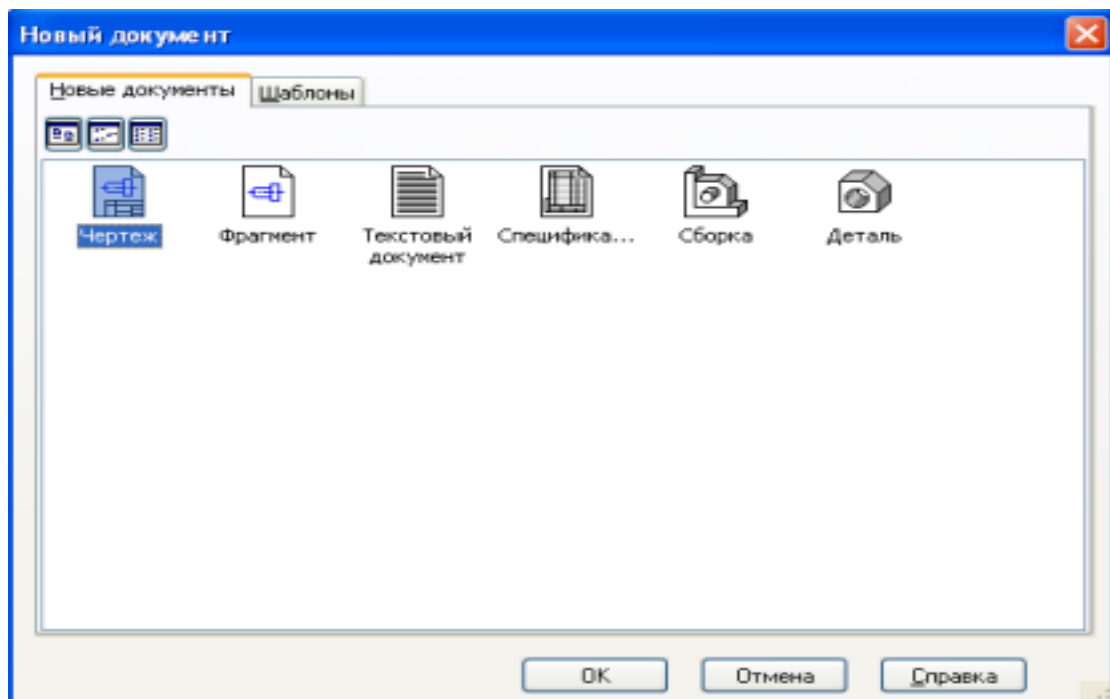 Новый документ
Новые документы Шаблоны
Чертеж Фрагмент Текстовый документ Специфика... Сборка Деталь
OK Отмена Справка